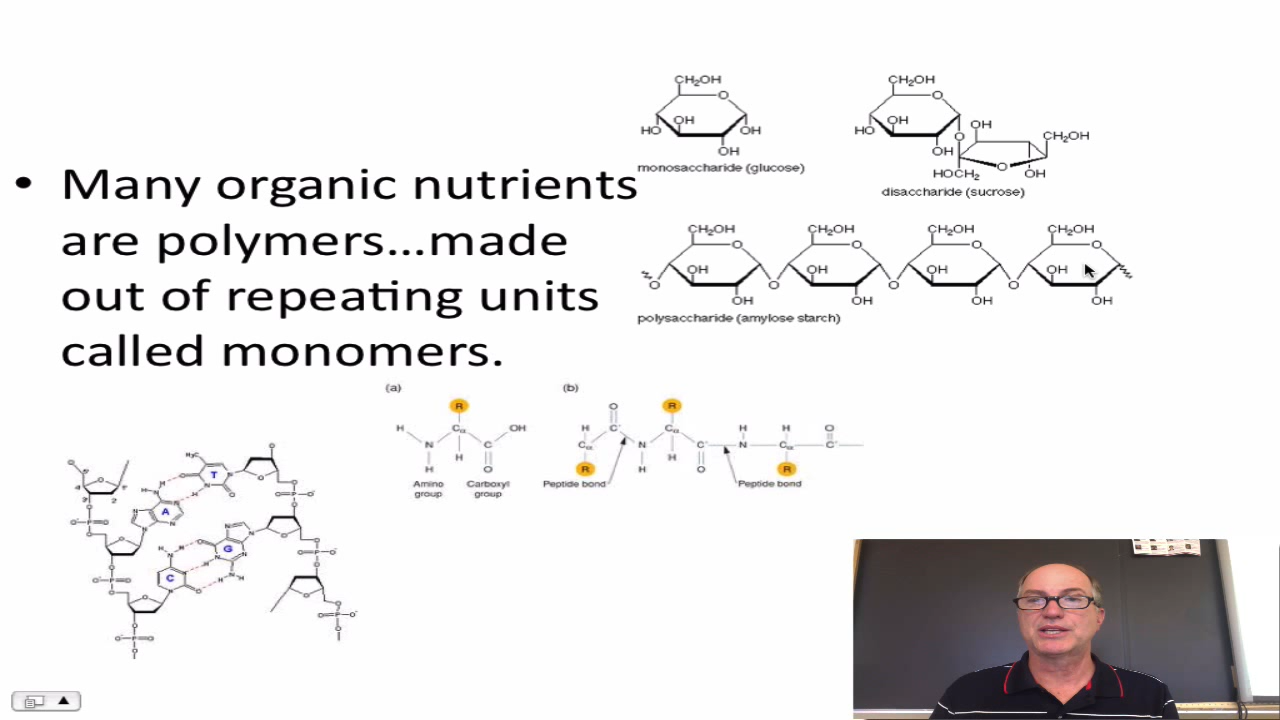 • Many organic nutrients
are polymers...made
out of repeating units
called monomers.
CH₂OH
O
OH
HO
OH
OH
monosaccharide (glucose)
CH₂OH
O
OH
HO
OH
O
OH
CH₂OH
O
HOCH₂
OH
disaccharide (sucrose)
CH₂OH CH₂OH CH₂OH CH₂OH
O O O O
OH OH OH OH
O O O O
OH OH OH OH
polysaccharide (amylose starch)
(a)
R
H Cα OH
N C
H H O
Amino
group
Carboxyl
group
(b)
O R
H C' Cα H H O
Cα N C' N Cα C'
R H H O R
Peptide bond
Peptide bond
H₃C
T
A
G
C